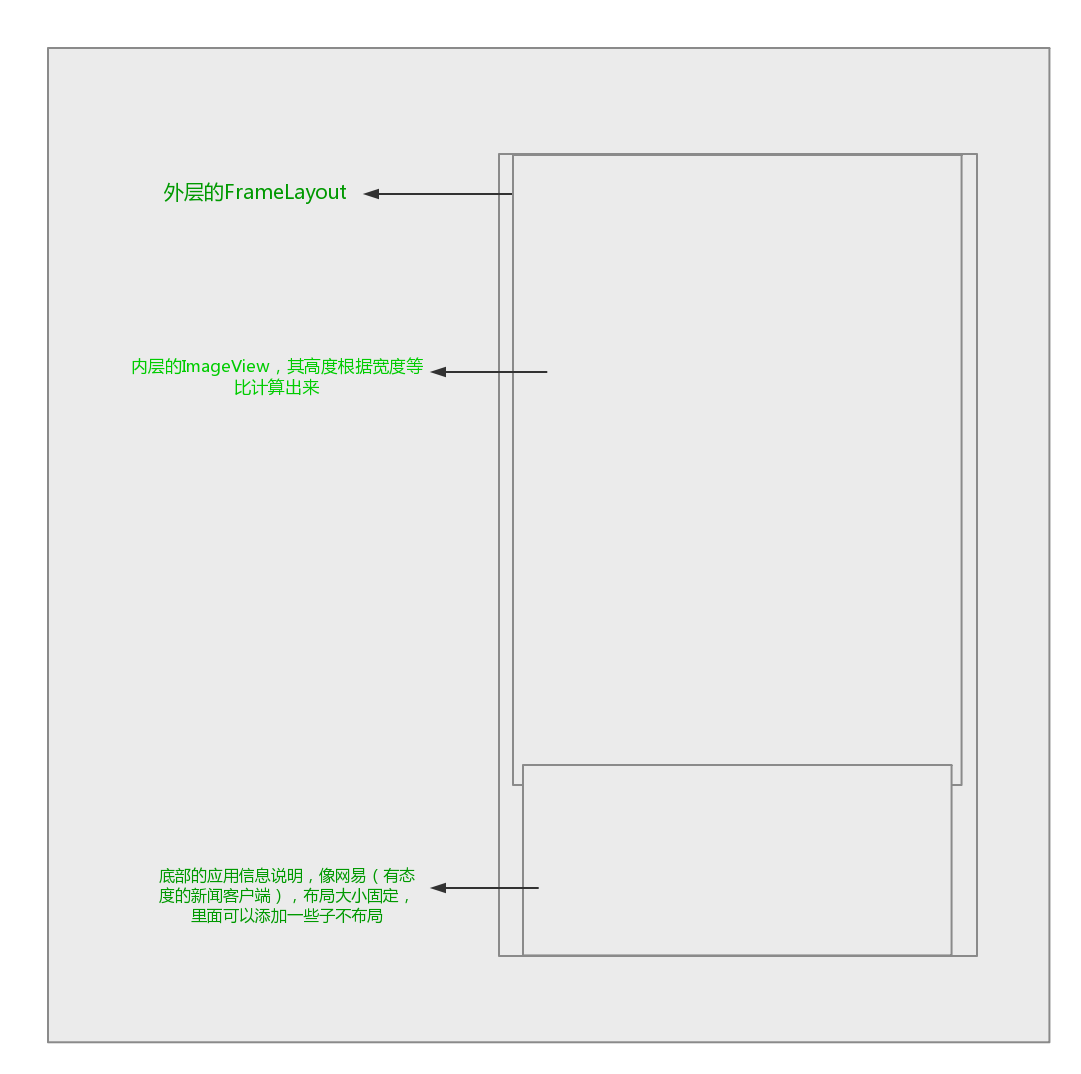 外层的FrameLayout
内层的ImageView，其高度根据宽度等
比计算出来
底部的应用信息说明，像网易（有态
度的新闻客户端），布局大小固定，
里面可以添加一些子不布局